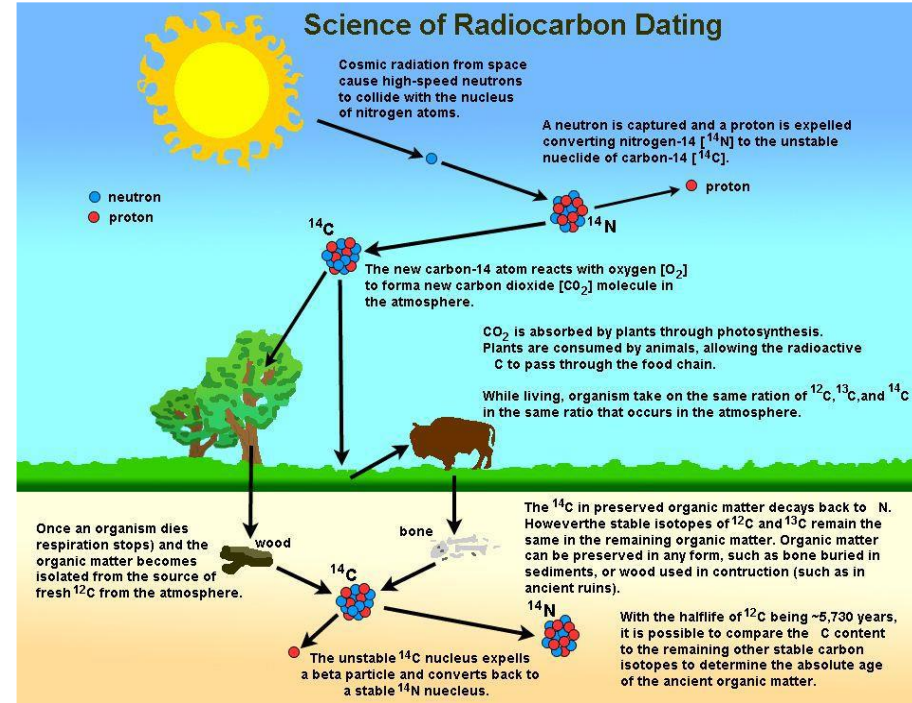 Science of Radiocarbon Dating
Cosmic radiation from space
cause high-speed neutrons
to collide with the nucleus
of nitrogen atoms.
A neutron is captured and a proton is expelled
converting nitrogen-14 [¹⁴N] to the unstable
nueclide of carbon-14 [¹⁴C].
neutron
proton
proton
¹⁴N
¹⁴C
The new carbon-14 atom reacts with oxygen [O₂]
to forma new carbon dioxide [C0₂] molecule in
the atmosphere.
CO₂ is absorbed by plants through photosynthesis.
Plants are consumed by animals, allowing the radioactive
C to pass through the food chain.
While living, organism take on the same ration of ¹²C,¹³C,and ¹⁴C
in the same ratio that occurs in the atmosphere.
Once an organism dies
respiration stops) and the
organic matter becomes
isolated from the source of
fresh ¹²C from the atmosphere.
wood
bone
The ¹⁴C in preserved organic matter decays back to N.
Howeverthe stable isotopes of ¹²C and ¹³C remain the
same in the remaining organic matter. Organic matter
can be preserved in any form, such as bone buried in
sediments, or wood used in contruction (such as in
ancient ruins).
¹⁴C
¹⁴N
With the halflife of ¹²C being ~5,730 years,
it is possible to compare the C content
to the remaining other stable carbon
isotopes to determine the absolute age
of the ancient organic matter.
The unstable ¹⁴C nucleus expells
a beta particle and converts back to
a stable ¹⁴N nuecleus.